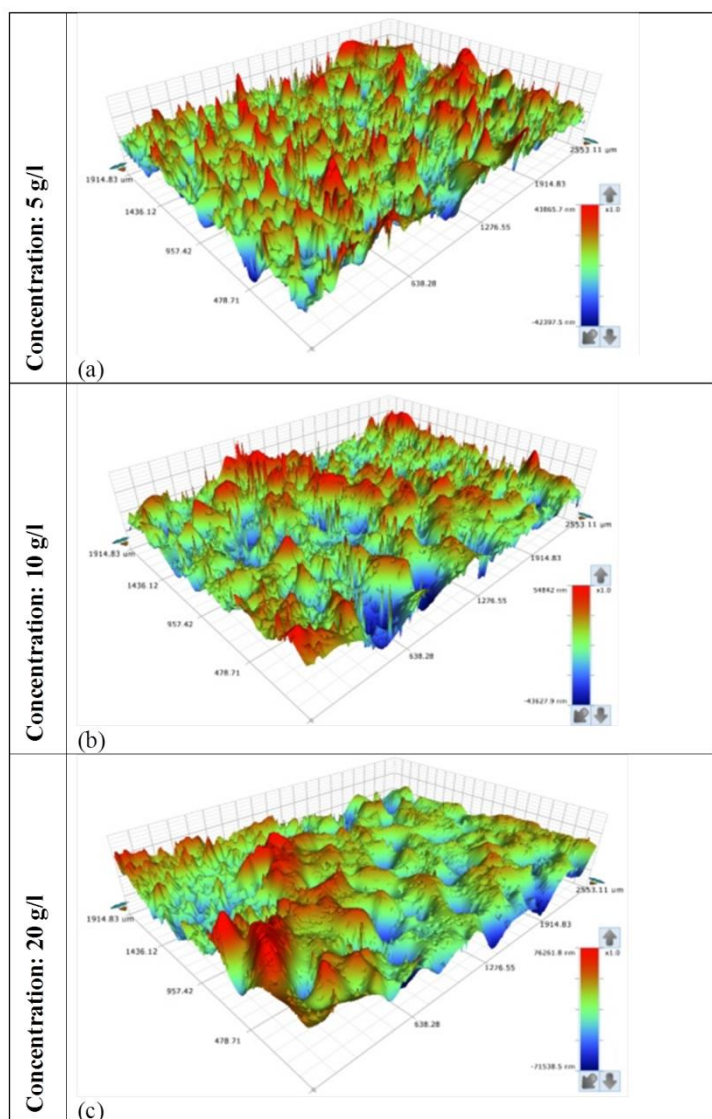 Concentration: 5 g/l
1914.83 um
1436.12
957.42
478.71
638.28
1276.55
1914.83
2553.11 µm
43865.7 nm
x1.0
-42397.5 nm
(a)
Concentration: 10 g/l
1914.83 um
1436.12
957.42
478.71
638.28
1276.55
1914.83
2553.11 um
54842 nm
x1.0
-43627.9 nm
(b)
Concentration: 20 g/l
1914.83 um
1436.12
957.42
478.71
638.28
1276.55
1914.83
2553.11 um
76261.8 nm
x1.0
-71538.5 nm
(c)